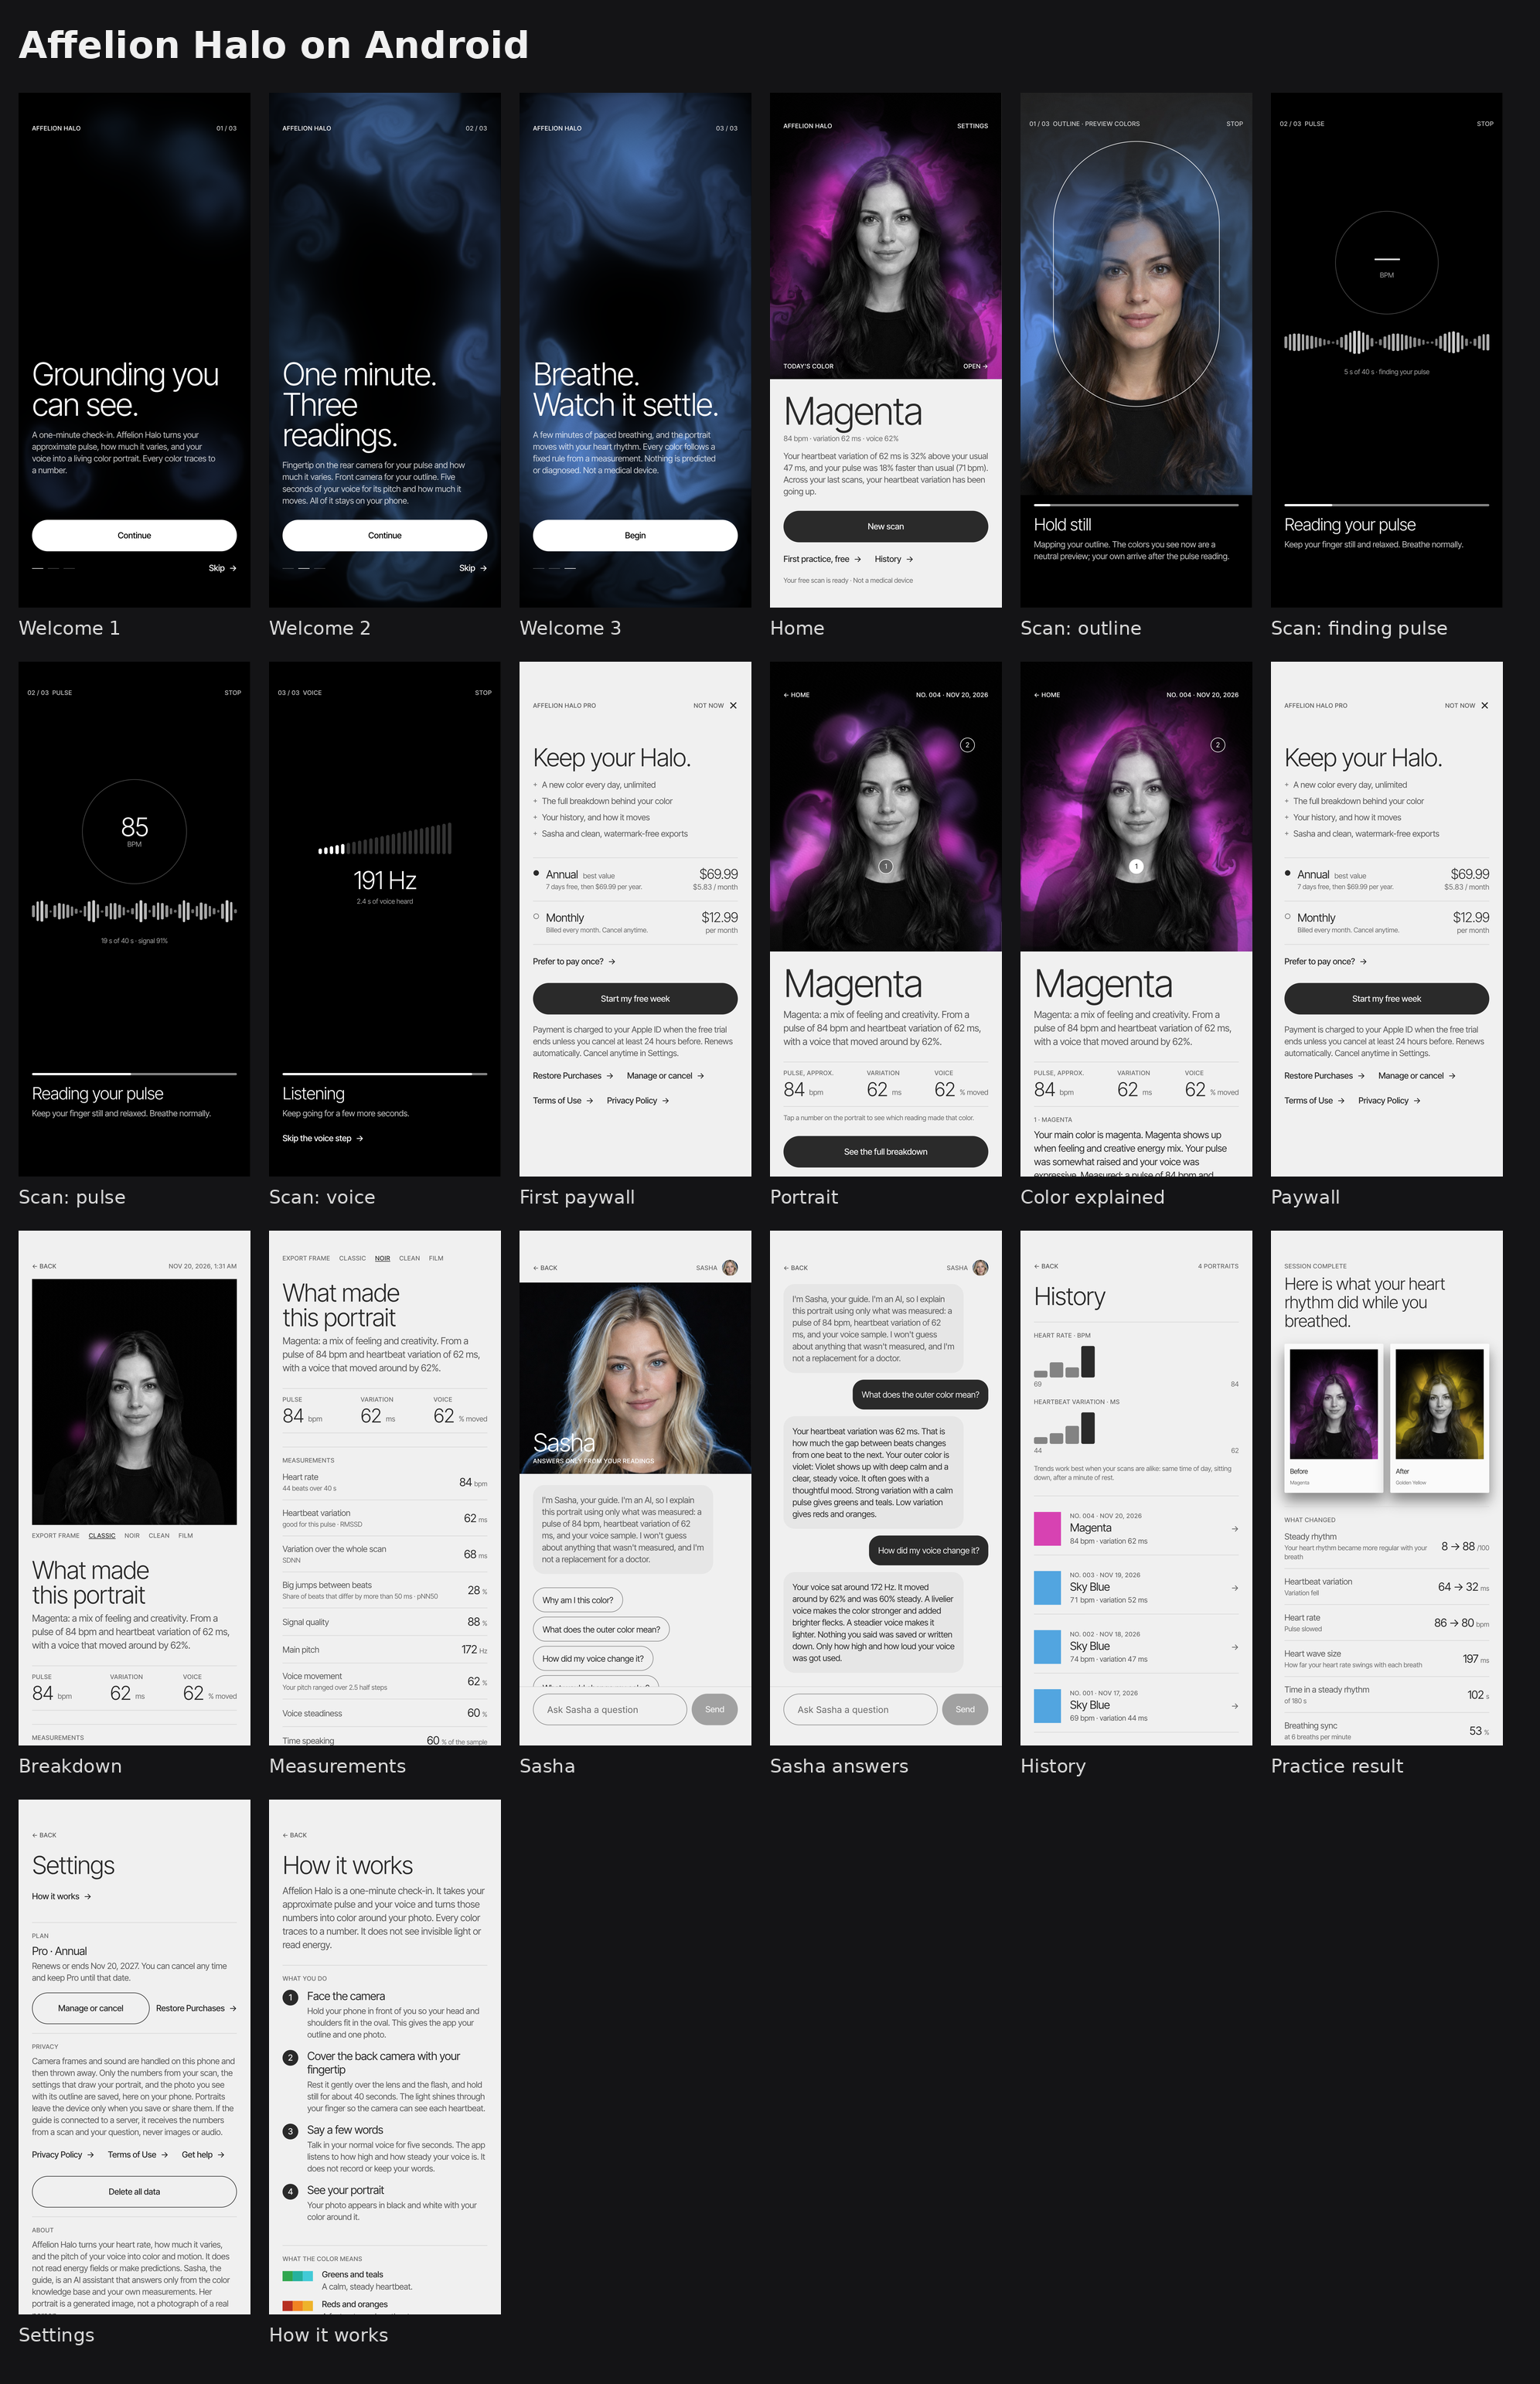 Affelion Halo on Android
AFFELION HALO
01 / 03
Grounding you
can see.
A one-minute check-in. Affelion Halo turns your
approximate pulse, how much it varies, and your
voice into a living color portrait. Every color traces to
a number.
Continue
Skip →
Welcome 1
AFFELION HALO
02 / 03
One minute.
Three
readings.
Fingertip on the rear camera for your pulse and how
much it varies. Front camera for your outline. Five
seconds of your voice for its pitch and how much it
moves. All of it stays on your phone.
Continue
Skip →
Welcome 2
AFFELION HALO
03 / 03
Breathe.
Watch it settle.
A few minutes of paced breathing, and the portrait
moves with your heart rhythm. Every color follows a
fixed rule from a measurement. Nothing is predicted
or diagnosed. Not a medical device.
Begin
Welcome 3
AFFELION HALO
SETTINGS
TODAY'S COLOR
OPEN →
Magenta
84 bpm · variation 62 ms · voice 62%
Your heartbeat variation of 62 ms is 32% above your usual
47 ms, and your pulse was 18% faster than usual (71 bpm).
Across your last scans, your heartbeat variation has been
going up.
New scan
First practice, free →
History →
Your free scan is ready · Not a medical device
Home
01 / 03 OUTLINE · PREVIEW COLORS
STOP
Hold still
Mapping your outline. The colors you see now are a
neutral preview; your own arrive after the pulse reading.
Scan: outline
02 / 03 PULSE
STOP
BPM
5 s of 40 s · finding your pulse
Reading your pulse
Keep your finger still and relaxed. Breathe normally.
Scan: finding pulse
02 / 03 PULSE
STOP
85
BPM
19 s of 40 s · signal 91%
Reading your pulse
Keep your finger still and relaxed. Breathe normally.
Scan: pulse
03 / 03 VOICE
STOP
191 Hz
2.4 s of voice heard
Listening
Keep going for a few more seconds.
Skip the voice step →
Scan: voice
AFFELION HALO PRO
NOT NOW ✕
Keep your Halo.
+ A new color every day, unlimited
+ The full breakdown behind your color
+ Your history, and how it moves
+ Sasha and clean, watermark-free exports
Annual best value
$69.99
7 days free, then $69.99 per year.
$5.83 / month
Monthly
$12.99
Billed every month. Cancel anytime.
per month
Prefer to pay once? →
Start my free week
Payment is charged to your Apple ID when the free trial
ends unless you cancel at least 24 hours before. Renews
automatically. Cancel anytime in Settings.
Restore Purchases →
Manage or cancel →
Terms of Use →
Privacy Policy →
First paywall
← HOME
NO. 004 · NOV 20, 2026
2
1
Magenta
Magenta: a mix of feeling and creativity. From a
pulse of 84 bpm and heartbeat variation of 62 ms,
with a voice that moved around by 62%.
PULSE, APPROX.
VARIATION
VOICE
84 bpm
62 ms
62 % moved
Tap a number on the portrait to see which reading made that color.
See the full breakdown
Portrait
← HOME
NO. 004 · NOV 20, 2026
2
1
Magenta
Magenta: a mix of feeling and creativity. From a
pulse of 84 bpm and heartbeat variation of 62 ms,
with a voice that moved around by 62%.
PULSE, APPROX.
VARIATION
VOICE
84 bpm
62 ms
62 % moved
1 · MAGENTA
Your main color is magenta. Magenta shows up
when feeling and creative energy mix. Your pulse
was somewhat raised and your voice was
expressive. Measured: a pulse of 84 bpm and
Color explained
AFFELION HALO PRO
NOT NOW ✕
Keep your Halo.
+ A new color every day, unlimited
+ The full breakdown behind your color
+ Your history, and how it moves
+ Sasha and clean, watermark-free exports
Annual best value
$69.99
7 days free, then $69.99 per year.
$5.83 / month
Monthly
$12.99
Billed every month. Cancel anytime.
per month
Prefer to pay once? →
Start my free week
Payment is charged to your Apple ID when the free trial
ends unless you cancel at least 24 hours before. Renews
automatically. Cancel anytime in Settings.
Restore Purchases →
Manage or cancel →
Terms of Use →
Privacy Policy →
Paywall
← BACK
NOV 20, 2026, 1:31 AM
EXPORT FRAME CLASSIC NOIR CLEAN FILM
What made
this portrait
Magenta: a mix of feeling and creativity. From a
pulse of 84 bpm and heartbeat variation of 62 ms,
with a voice that moved around by 62%.
PULSE
VARIATION
VOICE
84 bpm
62 ms
62 % moved
MEASUREMENTS
Breakdown
EXPORT FRAME CLASSIC NOIR CLEAN FILM
What made
this portrait
Magenta: a mix of feeling and creativity. From a
pulse of 84 bpm and heartbeat variation of 62 ms,
with a voice that moved around by 62%.
PULSE
VARIATION
VOICE
84 bpm
62 ms
62 % moved
MEASUREMENTS
Heart rate
44 beats over 40 s
84 bpm
Heartbeat variation
good for this pulse · RMSSD
62 ms
Variation over the whole scan
SDNN
68 ms
Big jumps between beats
Share of beats that differ by more than 50 ms · pNN50
28 %
Signal quality
88 %
Main pitch
172 Hz
Voice movement
Your pitch ranged over 2.5 half steps
62 %
Voice steadiness
60 %
Time speaking
60 % of the sample
Measurements
← BACK
SASHA
Sasha
ANSWERS ONLY FROM YOUR READINGS
I'm Sasha, your guide. I'm an AI, so I explain
this portrait using only what was measured: a
pulse of 84 bpm, heartbeat variation of 62
ms, and your voice sample. I won't guess
about anything that wasn't measured, and I'm
not a replacement for a doctor.
Why am I this color?
What does the outer color mean?
How did my voice change it?
Ask Sasha a question
Send
Sasha
← BACK
SASHA
I'm Sasha, your guide. I'm an AI, so I explain
this portrait using only what was measured: a
pulse of 84 bpm, heartbeat variation of 62
ms, and your voice sample. I won't guess
about anything that wasn't measured, and I'm
not a replacement for a doctor.
What does the outer color mean?
Your heartbeat variation was 62 ms. That is
how much the gap between beats changes
from one beat to the next. Your outer color is
violet: Violet shows up with deep calm and a
clear, steady voice. It often goes with a
thoughtful mood. Strong variation with a calm
pulse gives greens and teals. Low variation
gives reds and oranges.
How did my voice change it?
Your voice sat around 172 Hz. It moved
around by 62% and was 60% steady. A livelier
voice makes the color stronger and added
brighter flecks. A steadier voice makes it
lighter. Nothing you said was saved or written
down. Only how high and how loud your voice
was got used.
Ask Sasha a question
Send
Sasha answers
← BACK
4 PORTRAITS
History
HEART RATE · BPM
69
84
HEARTBEAT VARIATION · MS
44
62
Trends work best when your scans are alike: same time of day, sitting
down, after a minute of rest.
NO. 004 · NOV 20, 2026
Magenta
→
84 bpm · variation 62 ms
NO. 003 · NOV 19, 2026
Sky Blue
→
71 bpm · variation 52 ms
NO. 002 · NOV 18, 2026
Sky Blue
→
74 bpm · variation 47 ms
NO. 001 · NOV 17, 2026
Sky Blue
→
69 bpm · variation 44 ms
History
SESSION COMPLETE
Here is what your heart
rhythm did while you
breathed.
Before
Magenta
After
Golden Yellow
WHAT CHANGED
Steady rhythm
Your heart rhythm became more regular with your
breath
8 → 88 /100
Heartbeat variation
Variation fell
64 → 32 ms
Heart rate
Pulse slowed
86 → 80 bpm
Heart wave size
How far your heart rate swings with each breath
197 ms
Time in a steady rhythm
of 180 s
102 s
Breathing sync
at 6 breaths per minute
53 %
Practice result
← BACK
Settings
How it works →
PLAN
Pro · Annual
Renews or ends Nov 20, 2027. You can cancel any time
and keep Pro until that date.
Manage or cancel
Restore Purchases →
PRIVACY
Camera frames and sound are handled on this phone and
then thrown away. Only the numbers from your scan, the
settings that draw your portrait, and the photo you see
with its outline are saved, here on your phone. Portraits
leave the device only when you save or share them. If the
guide is connected to a server, it receives the numbers
from a scan and your question, never images or audio.
Privacy Policy →
Terms of Use →
Get help →
Delete all data
ABOUT
Affelion Halo turns your heart rate, how much it varies,
and the pitch of your voice into color and motion. It does
not read energy fields or make predictions. Sasha, the
guide, is an AI assistant that answers only from the color
knowledge base and your own measurements. Her
portrait is a generated image, not a photograph of a real
Settings
← BACK
How it works
Affelion Halo is a one-minute check-in. It takes your
approximate pulse and your voice and turns those
numbers into color around your photo. Every color
traces to a number. It does not see invisible light or
read energy.
WHAT YOU DO
1 Face the camera
Hold your phone in front of you so your head and
shoulders fit in the oval. This gives the app your
outline and one photo.
2 Cover the back camera with your
fingertip
Rest it gently over the lens and the flash, and hold
still for about 40 seconds. The light shines through
your finger so the camera can see each heartbeat.
3 Say a few words
Talk in your normal voice for five seconds. The app
listens to how high and how steady your voice is. It
does not record or keep your words.
4 See your portrait
Your photo appears in black and white with your
color around it.
WHAT THE COLOR MEANS
Greens and teals
A calm, steady heartbeat.
Reds and oranges
How it works